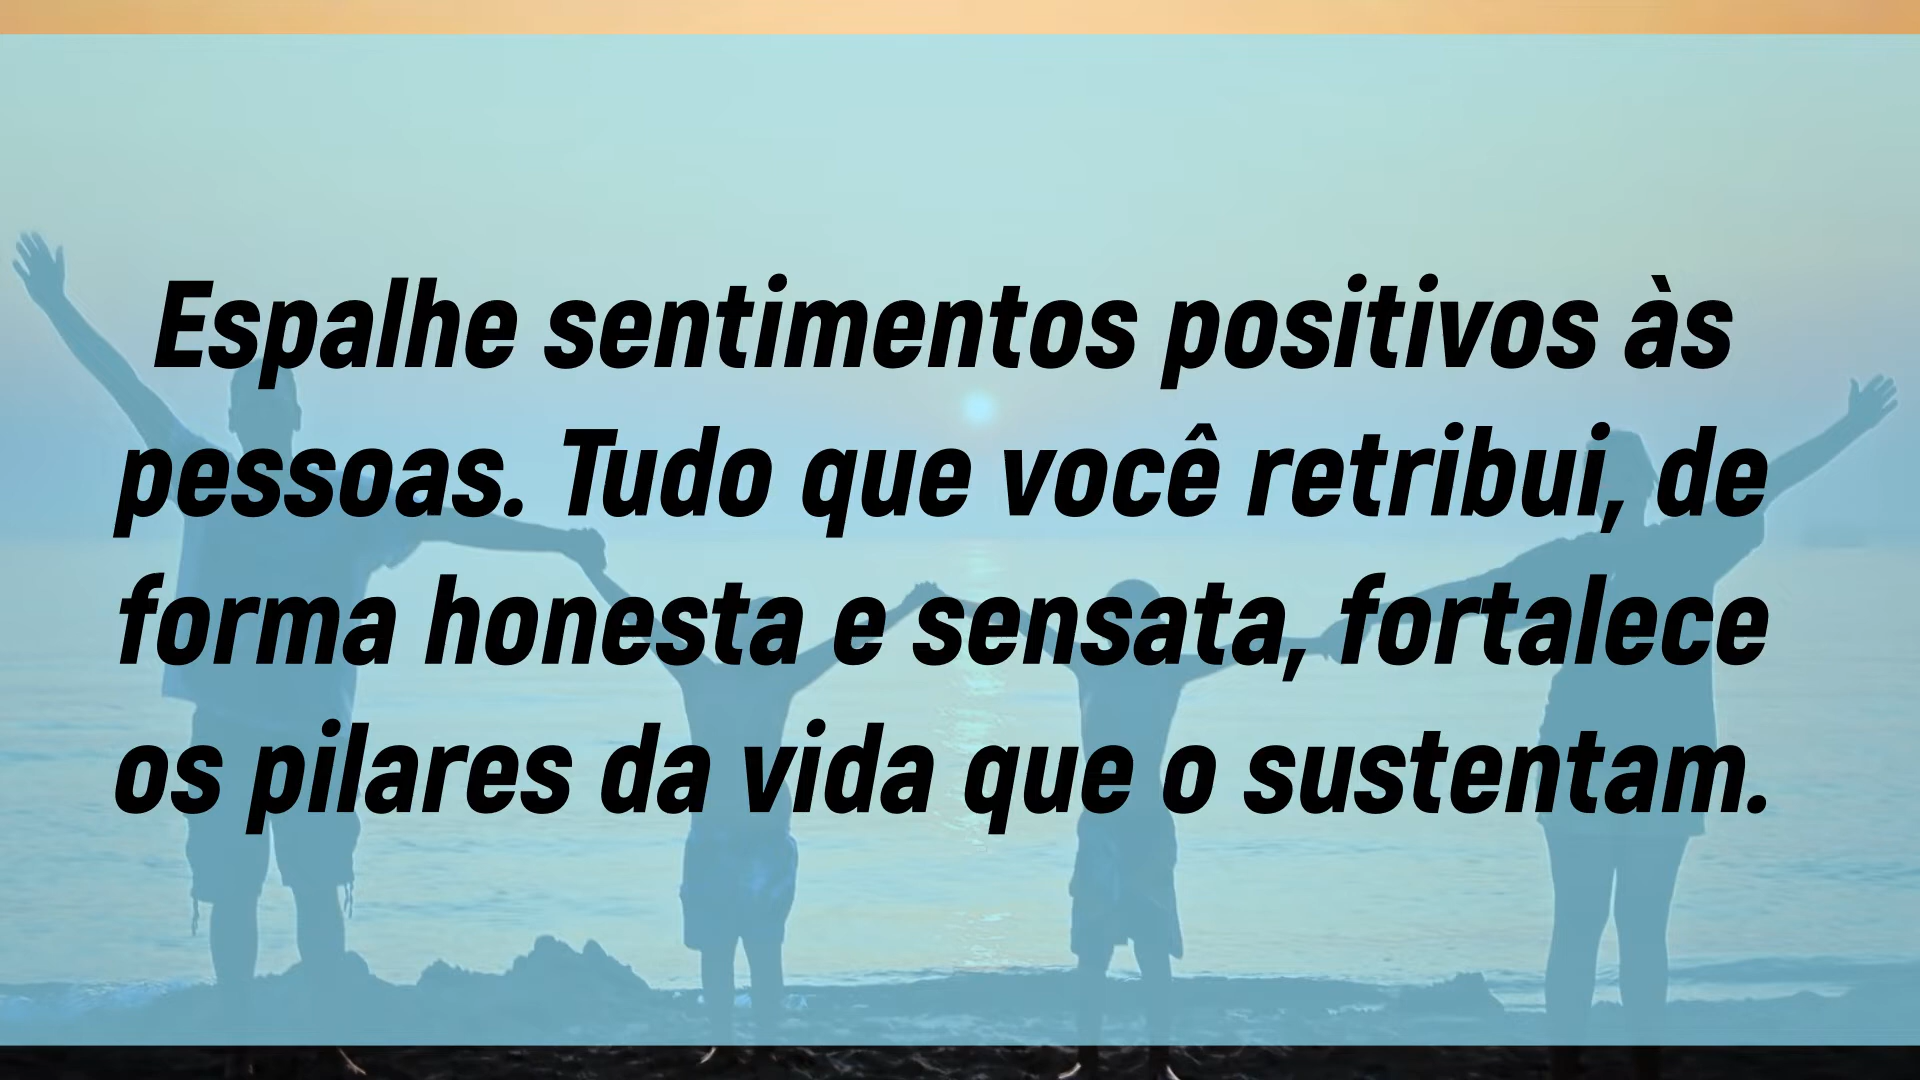 Espalhe sentimentos positivos às
pessoas. Tudo que você retribui, de
forma honesta e sensata, fortalece
os pilares da vida que o sustentam.